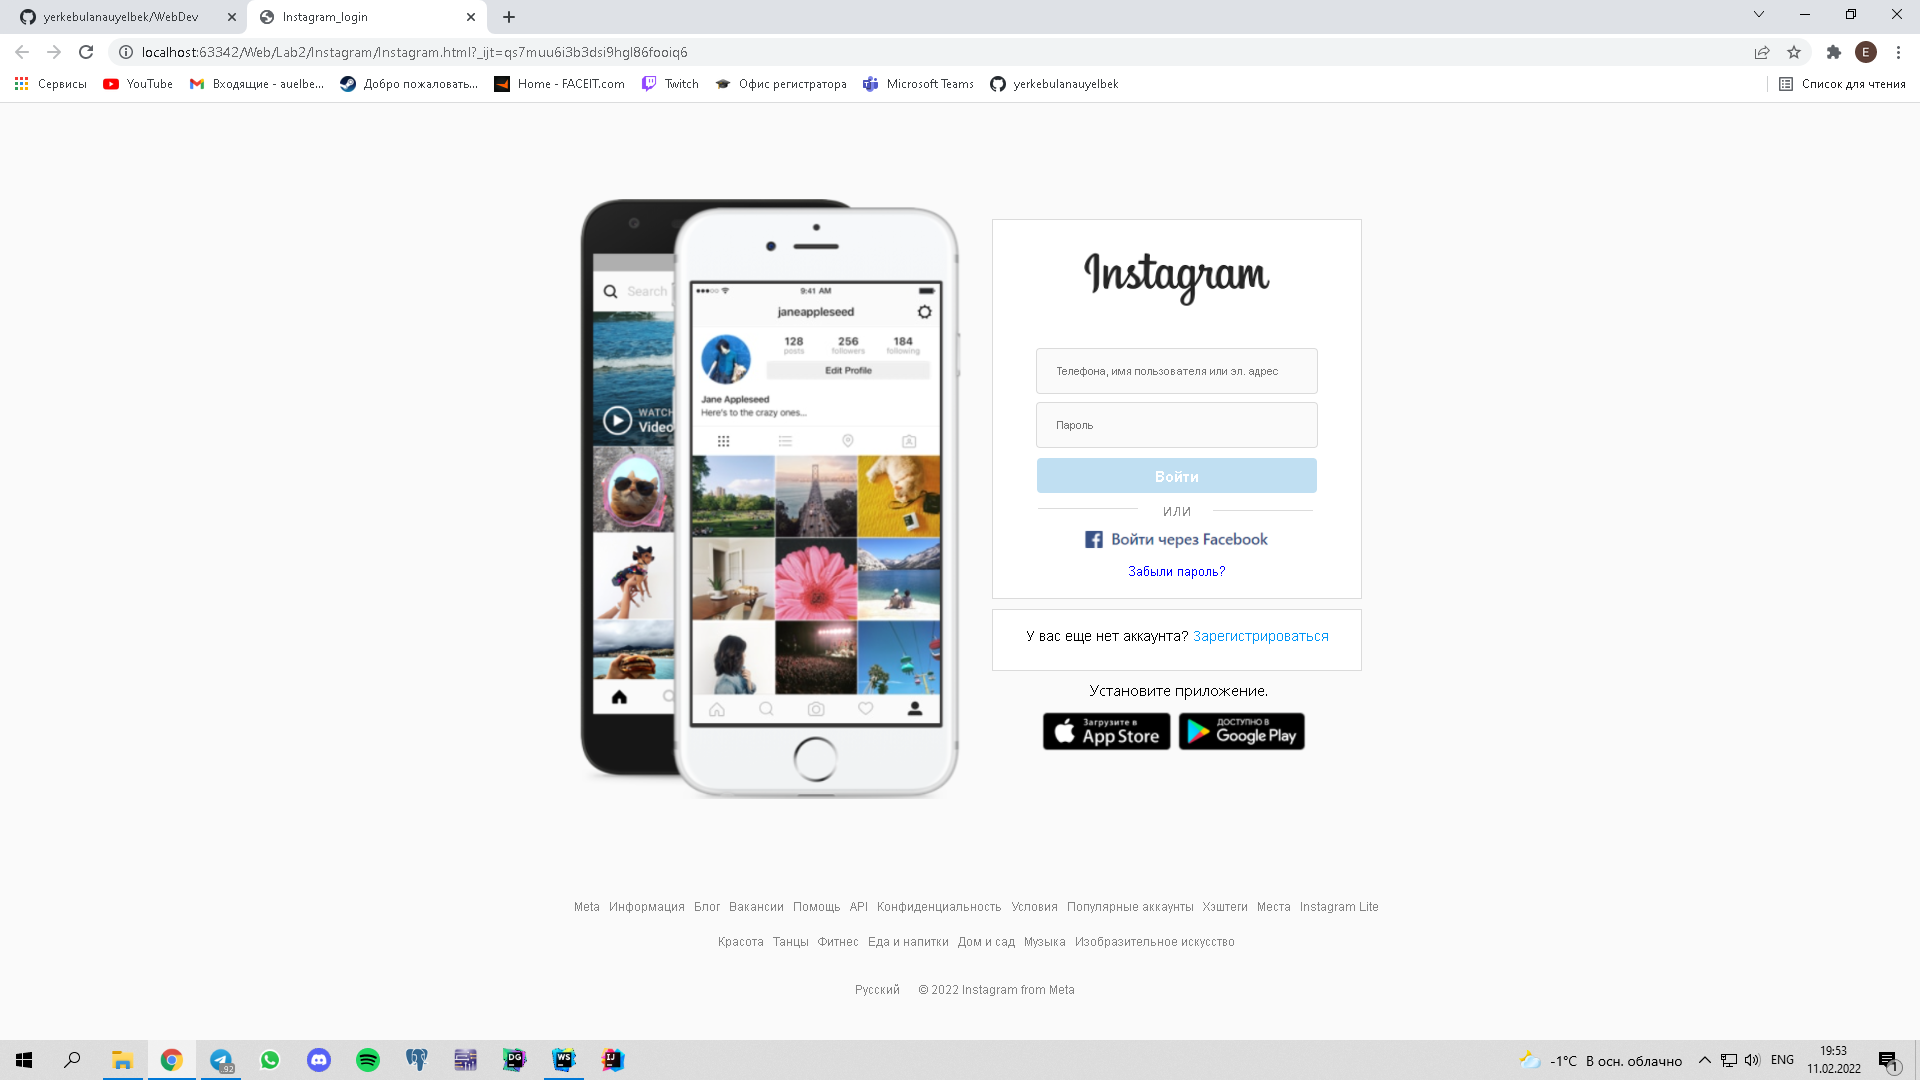 yerkebulanauyelbek/WebDev
Instagram_login
localhost:63342/Web/Lab2/Instagram/Instagram.html?_ijt=qs7muu6i3b3dsi9hgl86fooiq6
E
Сервисы
YouTube
Входящие - auelbe...
Добро пожаловать...
Home - FACEIT.com
Twitch
Офис регистратора
Microsoft Teams
yerkebulanauyelbek
Список для чтения
Search
WATCH
Video
9:41 AM
janeappleseed
128 256 184
posts followers following
Edit Profile
Jane Appleseed
Here's to the crazy ones...
Instagram
Телефона, имя пользователя или эл. адрес
Пароль
Войти
ИЛИ
Войти через Facebook
Забыли пароль?
У вас еще нет аккаунта? Зарегистрироваться
Установите приложение.
Загрузите в
App Store
ДОСТУПНО В
Google Play
Meta Информация Блог Вакансии Помощь API Конфиденциальность Условия Популярные аккаунты Хэштеги Места Instagram Lite
Красота Танцы Фитнес Еда и напитки Дом и сад Музыка Изобразительное искусство
Русский © 2022 Instagram from Meta
92
DG
WS
IJ
-1°C В осн. облачно
ENG
19:53
11.02.2022
1